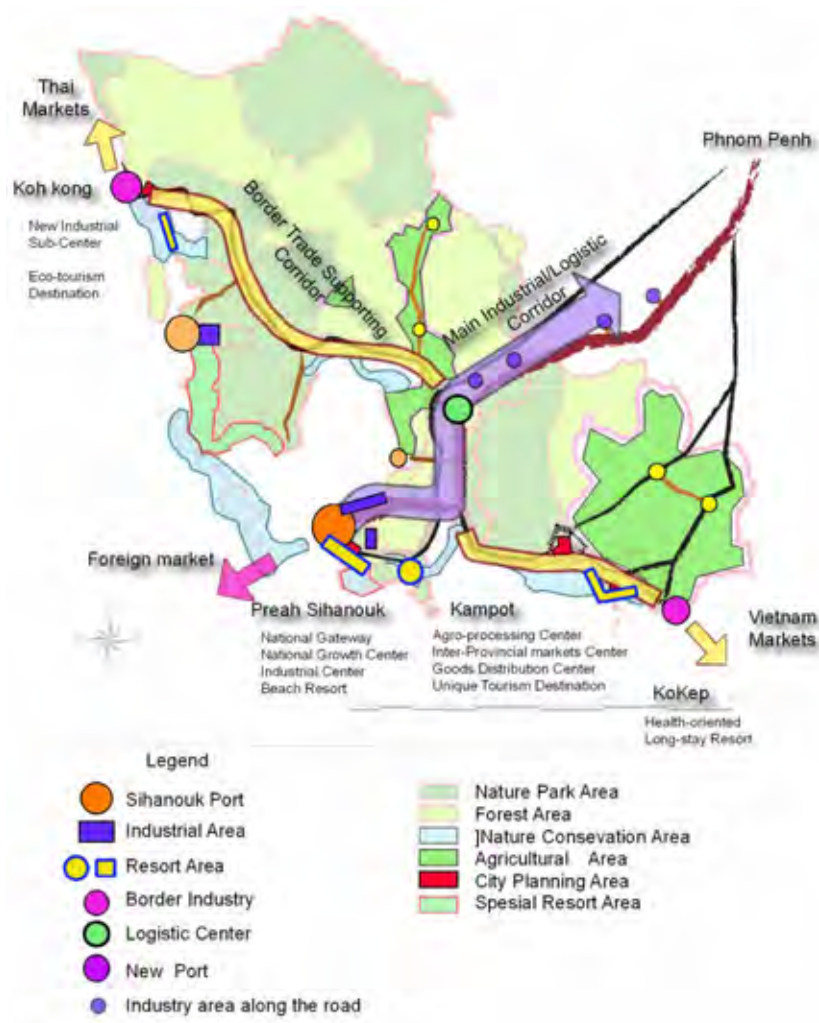 Thai
Markets
Phnom Penh
Koh kong
New Industrial
Sub-Center
Eco-tourism
Destination
Border Trade Supporting
Corridor
Main Industrial/Logistic
Corridor
Foreign market
Preah Sihanouk
National Gateway
National Growth Center
Industrial Center
Beach Resort
Kampot
Agro-processing Center
Inter-Provincial markets Center
Goods Distribution Center
Unique Tourism Destination
Vietnam
Markets
KoKep
Health-oriented
Long-stay Resort
Legend
Sihanouk Port
Industrial Area
Resort Area
Border Industry
Logistic Center
New Port
Industry area along the road
Nature Park Area
Forest Area
]Nature Consevation Area
Agricultural Area
City Planning Area
Spesial Resort Area